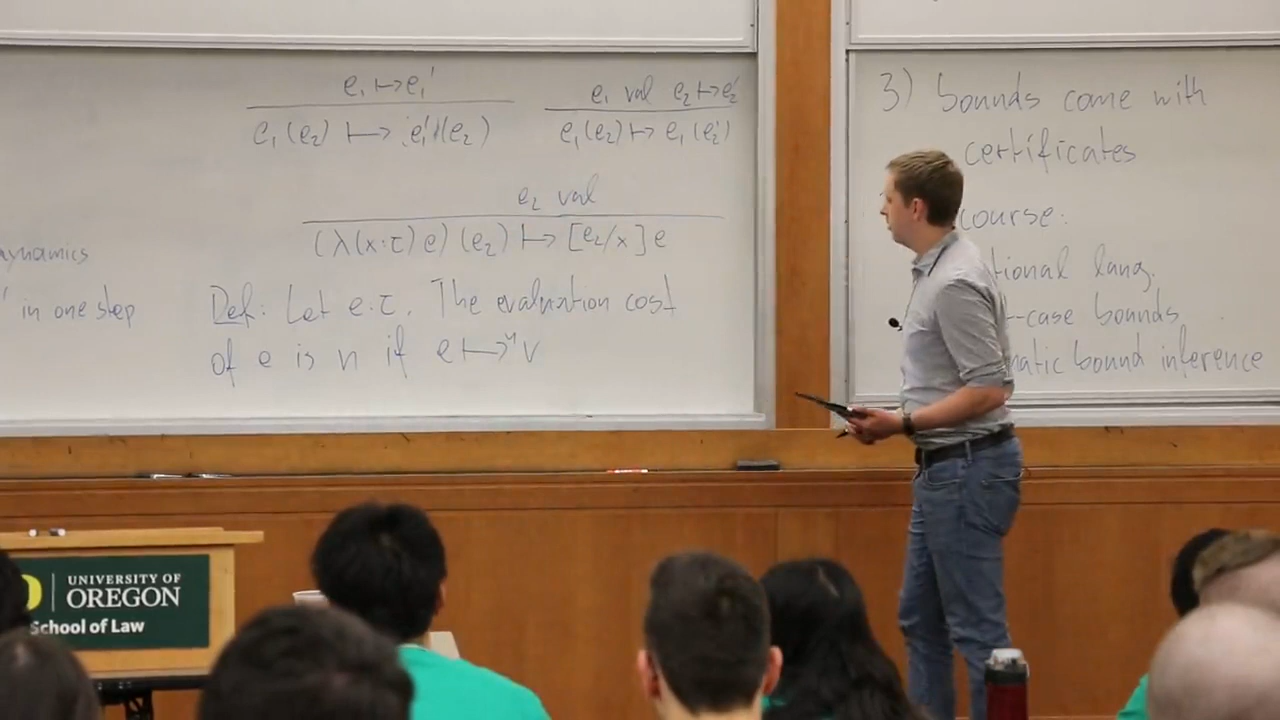 e₁ ↦ e₁'
e₁(e₂) ↦ e₁'(e₂)
e₁ val e₂ ↦ e₂'
e₁(e₂) ↦ e₁(e₂')
e₂ val
(λ(x:τ) e) (e₂) ↦ [e₂/x] e
ynamics
' in one step
Def: Let e:τ. The evaluation cost
of e is n if e ↦ⁿ v
3) bounds come with
certificates
course:
tional lang.
-case bounds
matic bound inference
UNIVERSITY OF
OREGON
School of Law